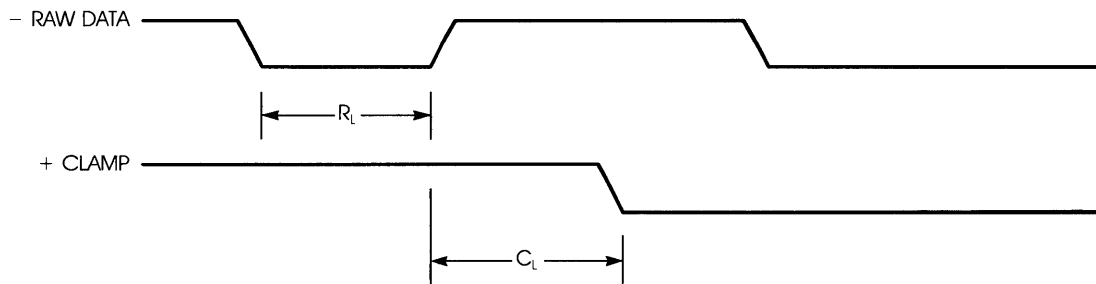 − RAW DATA
R_L
+ CLAMP
C_L